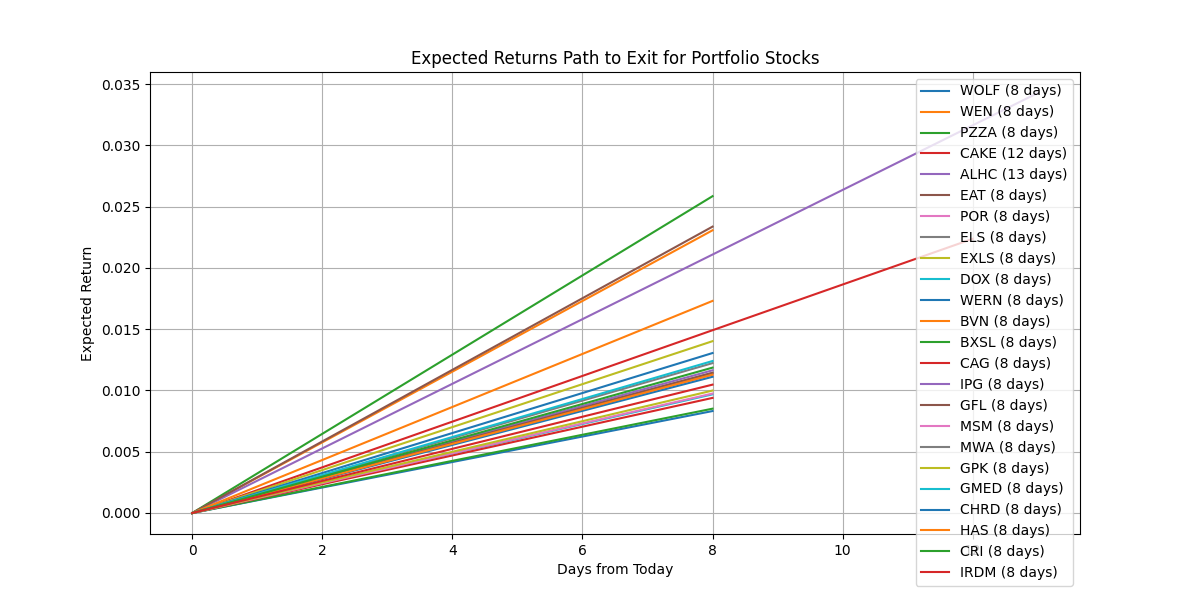 Expected Returns Path to Exit for Portfolio Stocks
0.035
0.030
0.025
0.020
0.015
0.010
0.005
0.000
Expected Return
0
2
4
6
8
10
Days from Today
WOLF (8 days)
WEN (8 days)
PZZA (8 days)
CAKE (12 days)
ALHC (13 days)
EAT (8 days)
POR (8 days)
ELS (8 days)
EXLS (8 days)
DOX (8 days)
WERN (8 days)
BVN (8 days)
BXSL (8 days)
CAG (8 days)
IPG (8 days)
GFL (8 days)
MSM (8 days)
MWA (8 days)
GPK (8 days)
GMED (8 days)
CHRD (8 days)
HAS (8 days)
CRI (8 days)
IRDM (8 days)